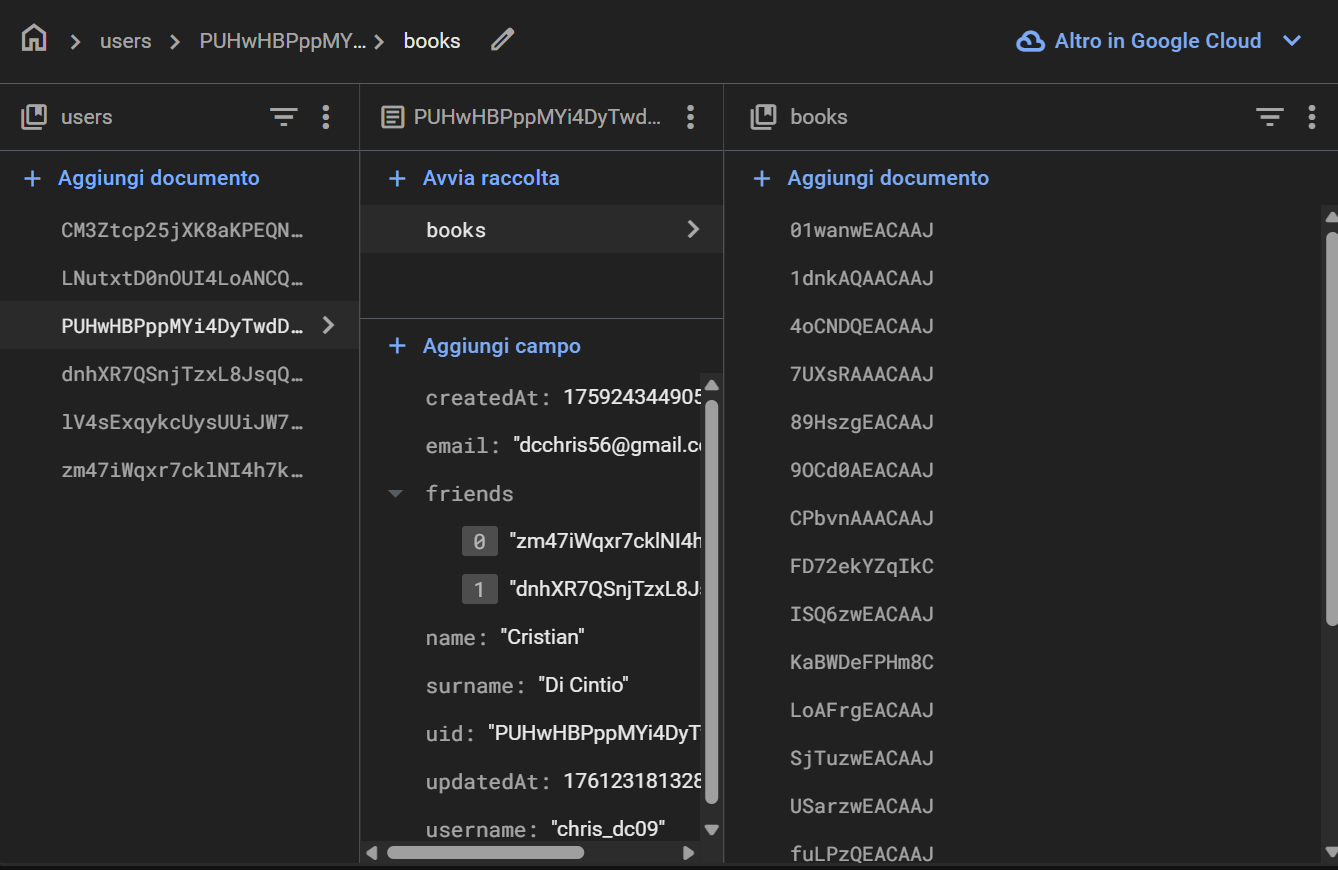 users PUHwHBPppMY... books
Altro in Google Cloud
users
Aggiungi documento
CM3Ztcp25jXK8aKPEQN…
LNutxtD0nOUI4LoANCQ…
PUHwHBPppMYi4DyTwdD…
dnhXR7QSnjTzxL8JsqQ…
lV4sExqykcUysUUiJW7…
zm47iWqxr7cklNI4h7k…
PUHwHBPppMYi4DyTwd...
Avvia raccolta
books
Aggiungi campo
createdAt: 175924344905
email: "dcchris56@gmail.co
friends
0 "zm47iWqxr7cklNI4h
1 "dnhXR7QSnjTzxL8Js
name: "Cristian"
surname: "Di Cintio"
uid: "PUHwHBPppMYi4DyT
updatedAt: 176123181328
username: "chris_dc09"
books
Aggiungi documento
01wanwEACAAJ
1dnkAQAACAAJ
4oCNDQEACAAJ
7UXsRAAACAAJ
89HszgEACAAJ
9OCd0AEACAAJ
CPbvnAAACAAJ
FD72ekYZqIkC
ISQ6zwEACAAJ
KaBWDeFPHm8C
LoAFrgEACAAJ
SjTuzwEACAAJ
USarzwEACAAJ
fuLPzQEACAAJ